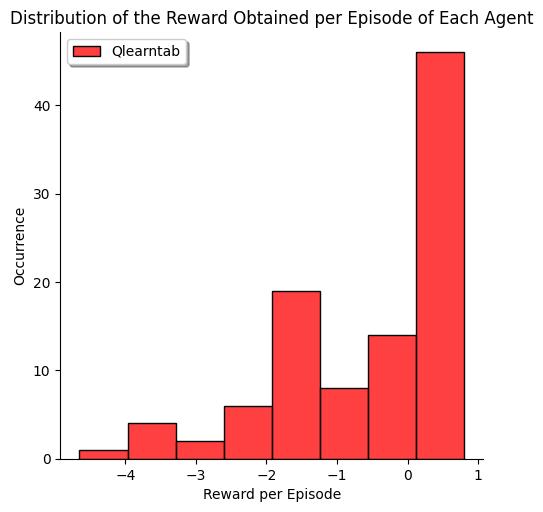 Distribution of the Reward Obtained per Episode of Each Agent
Qlearntab
Occurrence
40
30
20
10
0
−4 −3 −2 −1 0 1
Reward per Episode